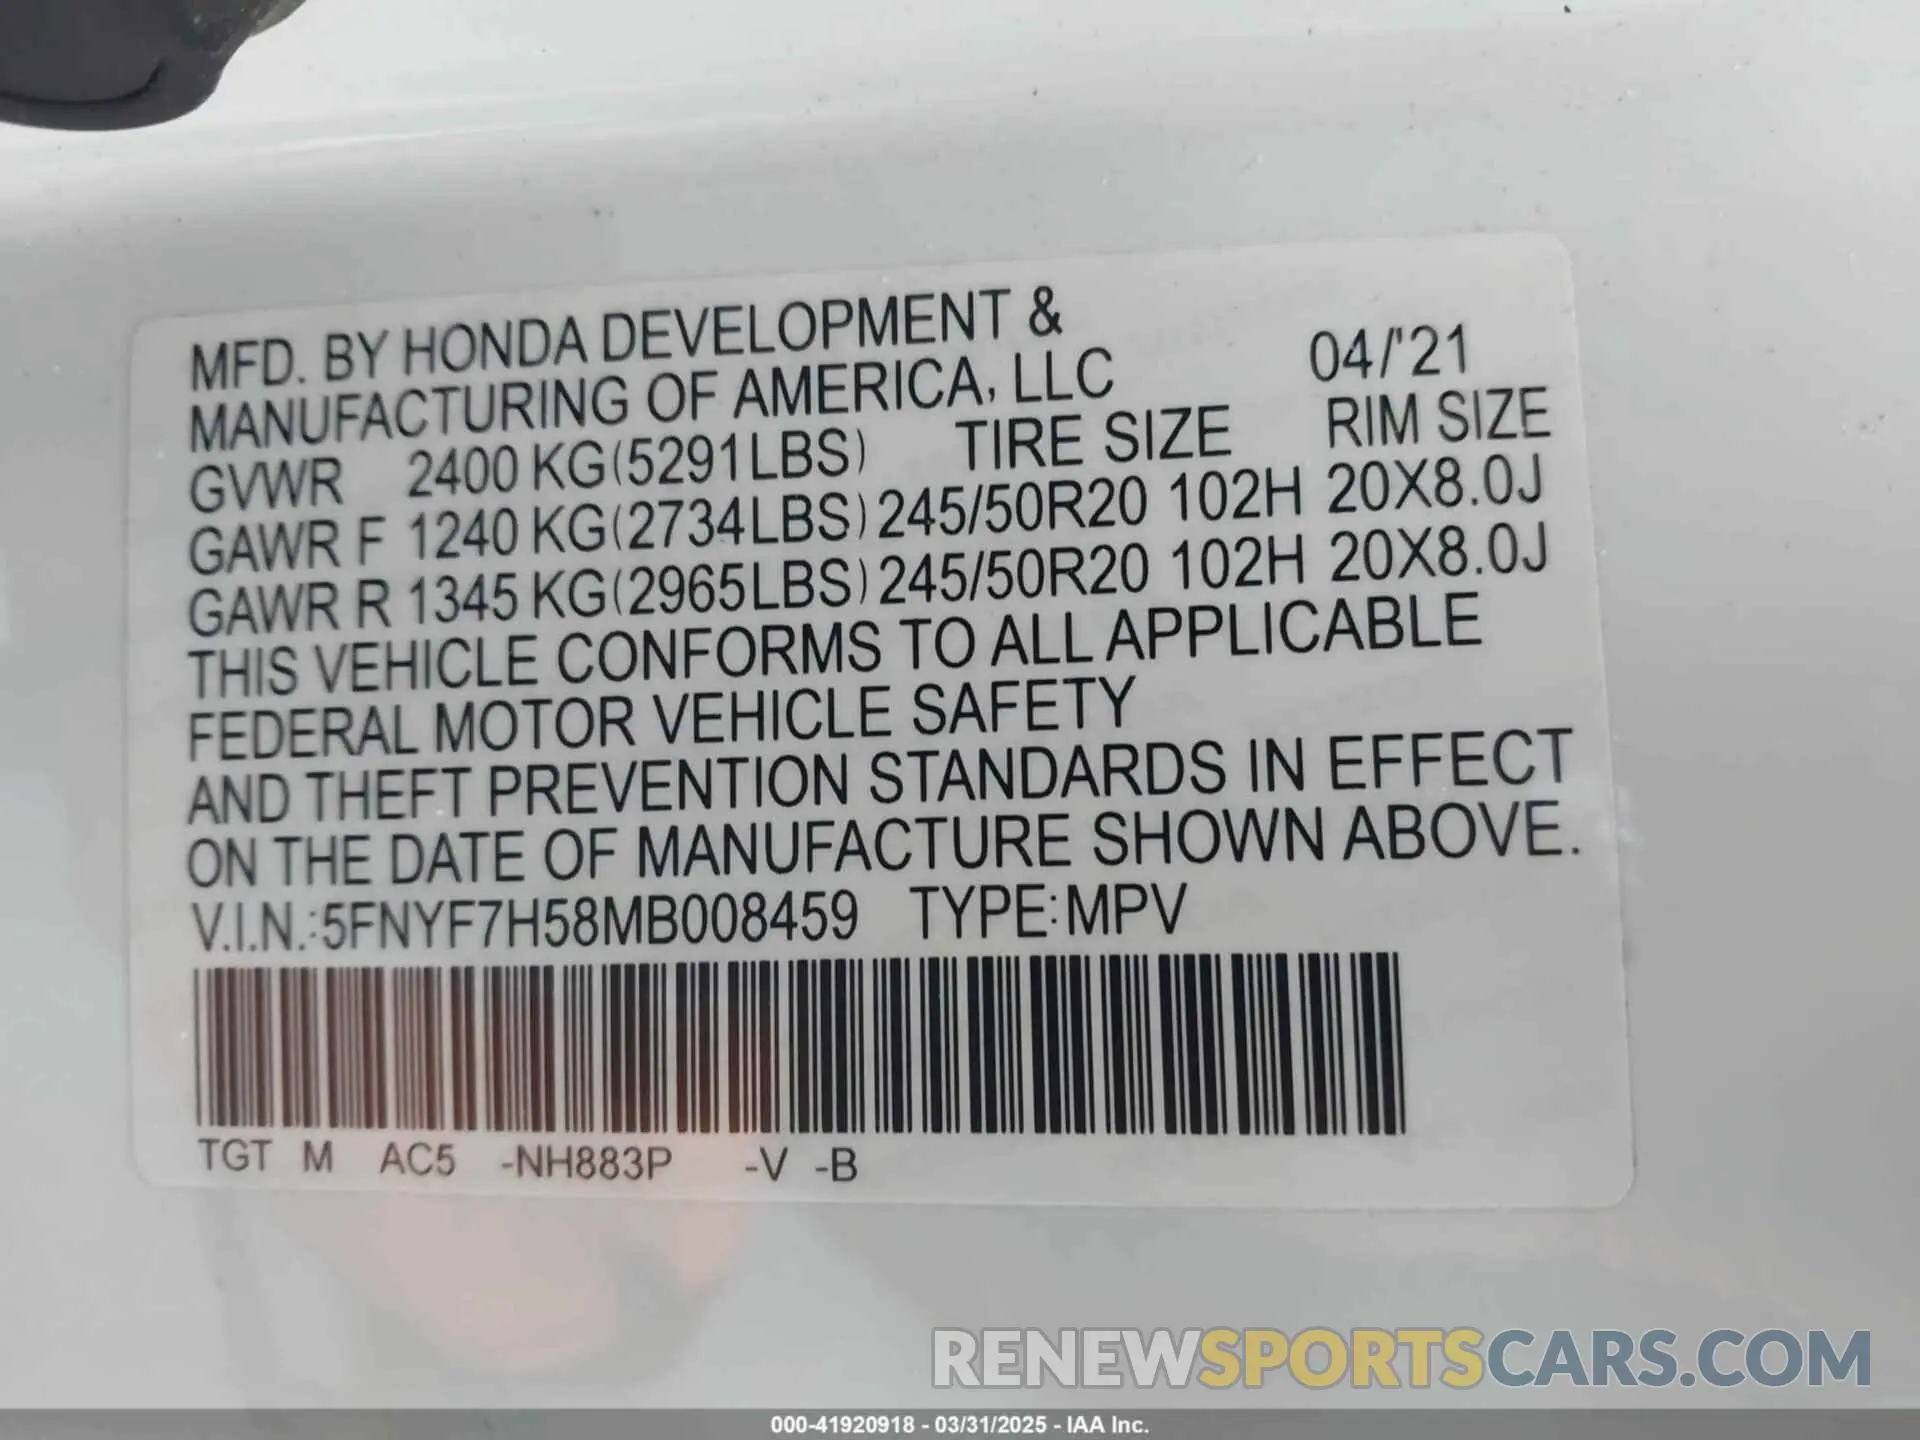 MFD. BY HONDA DEVELOPMENT &
MANUFACTURING OF AMERICA, LLC 04/'21
GVWR 2400 KG(5291LBS) TIRE SIZE RIM SIZE
GAWR F 1240 KG(2734LBS) 245/50R20 102H 20X8.0J
GAWR R 1345 KG(2965LBS) 245/50R20 102H 20X8.0J
THIS VEHICLE CONFORMS TO ALL APPLICABLE
FEDERAL MOTOR VEHICLE SAFETY
AND THEFT PREVENTION STANDARDS IN EFFECT
ON THE DATE OF MANUFACTURE SHOWN ABOVE.
V.I.N.:5FNYF7H58MB008459 TYPE:MPV
TGT M AC5 -NH883P -V -B
RENEWSPORTSCARS.COM
000-41920918 - 03/31/2025 - IAA Inc.